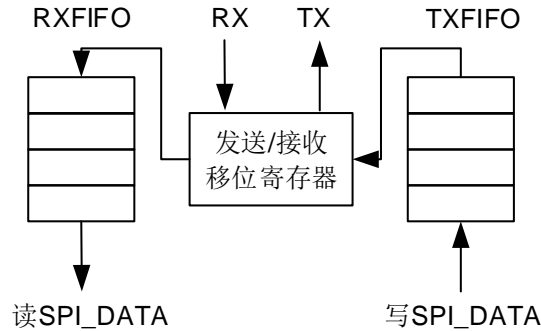 RXFIFO
RX
TX
TXFIFO
发送/接收
移位寄存器
读SPI_DATA
写SPI_DATA